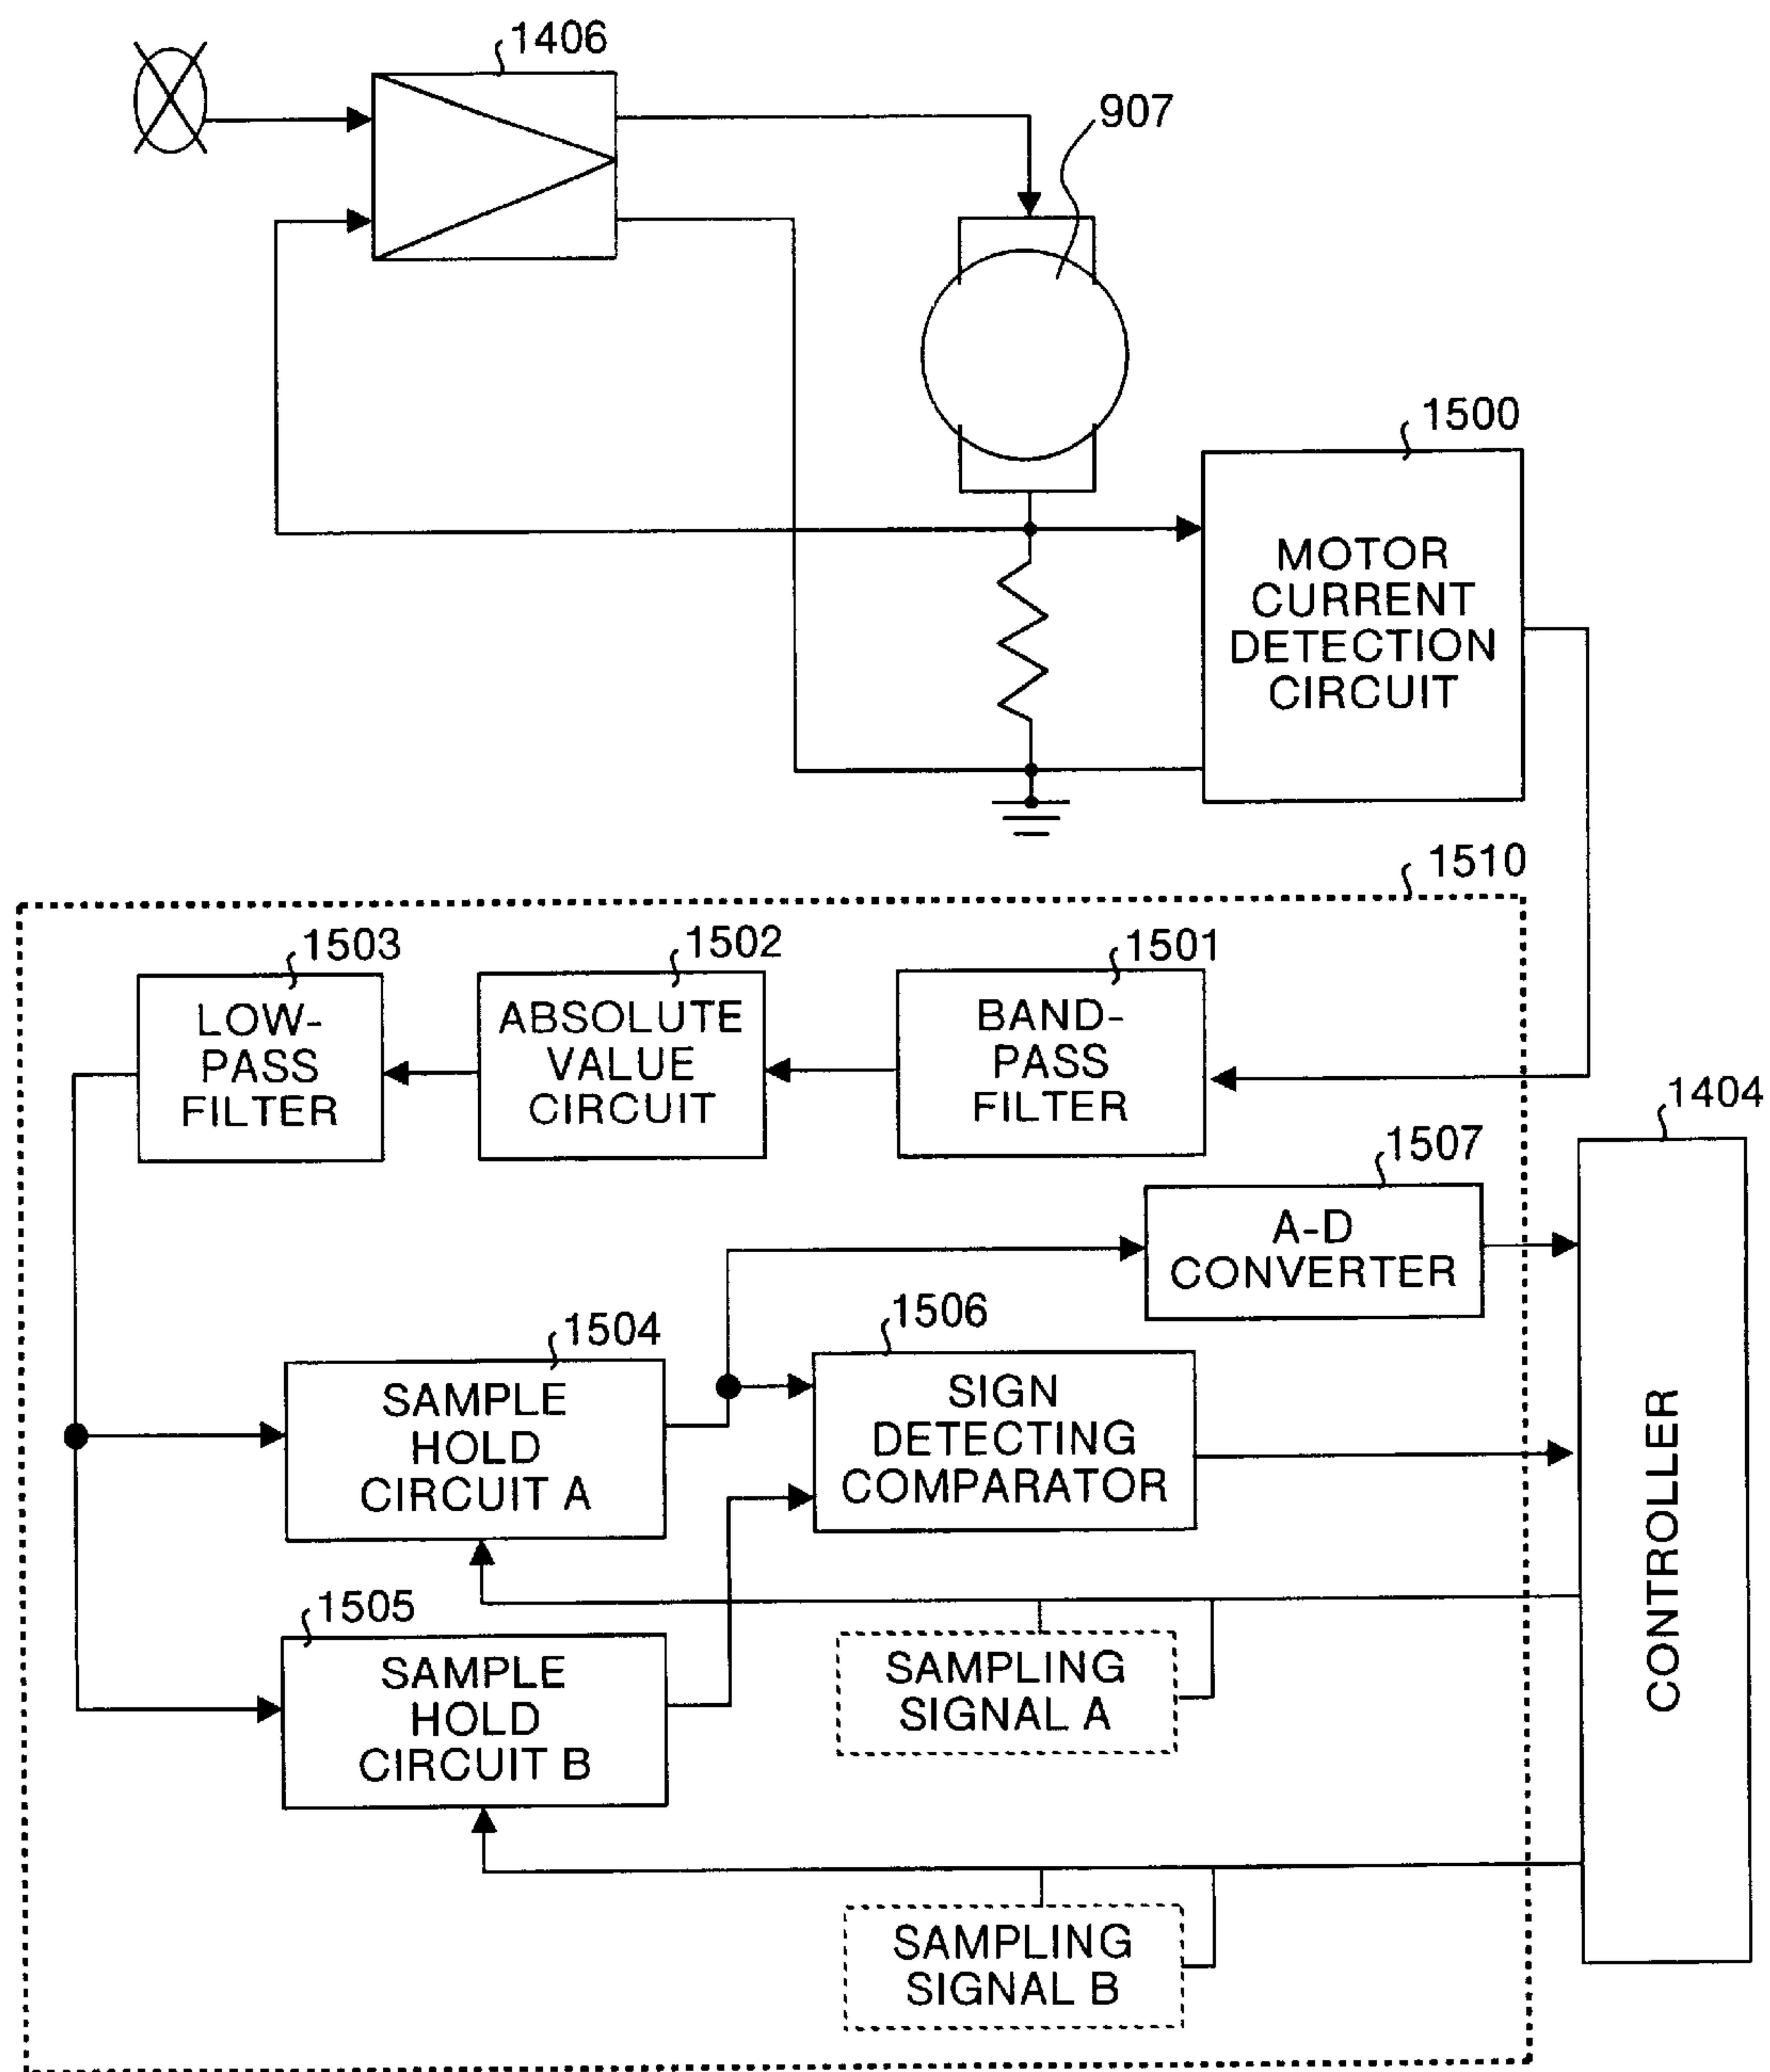 1406
907
1500
MOTOR
CURRENT
DETECTION
CIRCUIT
1510
1503
LOW-
PASS
FILTER
1502
ABSOLUTE
VALUE
CIRCUIT
1501
BAND-
PASS
FILTER
1404
CONTROLLER
1507
A-D
CONVERTER
1504
SAMPLE
HOLD
CIRCUIT A
1506
SIGN
DETECTING
COMPARATOR
1505
SAMPLE
HOLD
CIRCUIT B
SAMPLING
SIGNAL A
SAMPLING
SIGNAL B